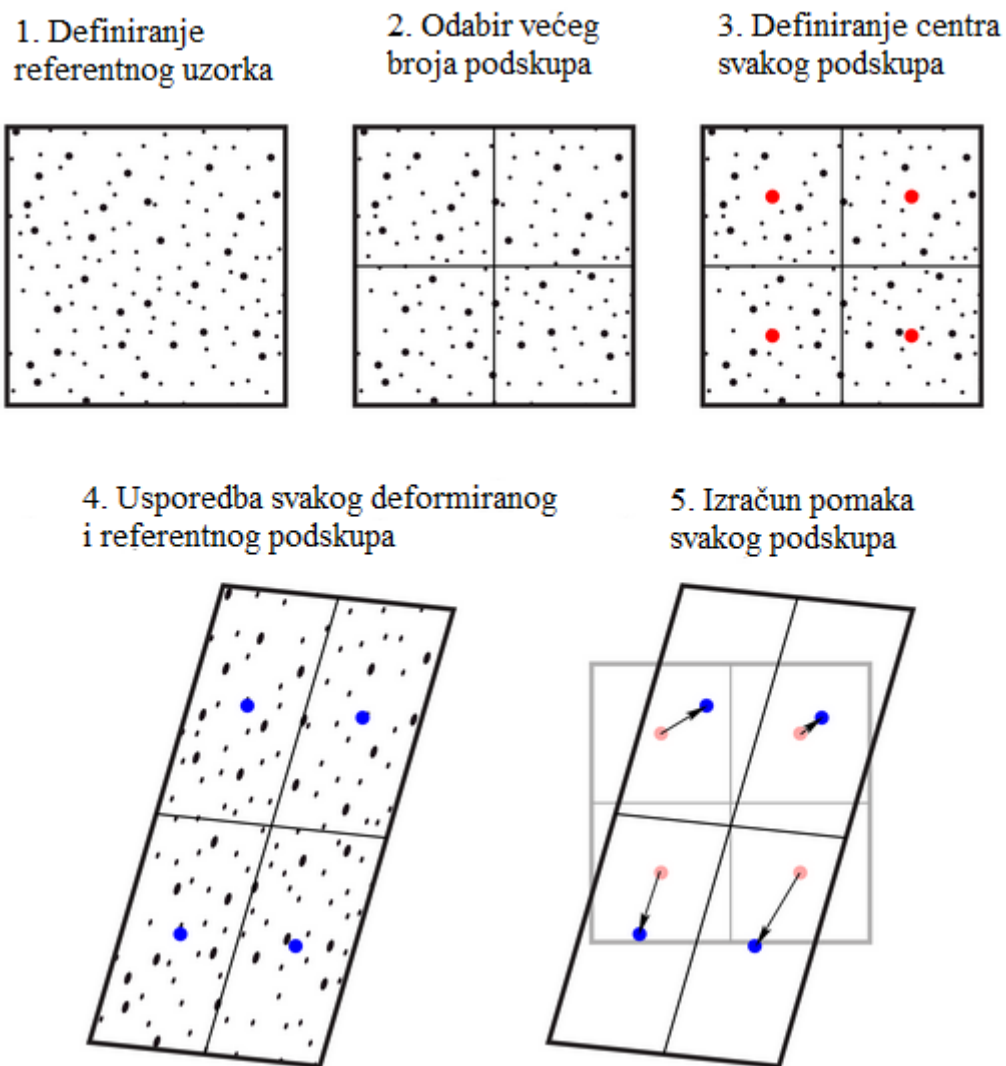 1. Definiranje
referentnog uzorka
2. Odabir većeg
broja podskupa
3. Definiranje centra
svakog podskupa
4. Usporedba svakog deformiranog
i referentnog podskupa
5. Izračun pomaka
svakog podskupa